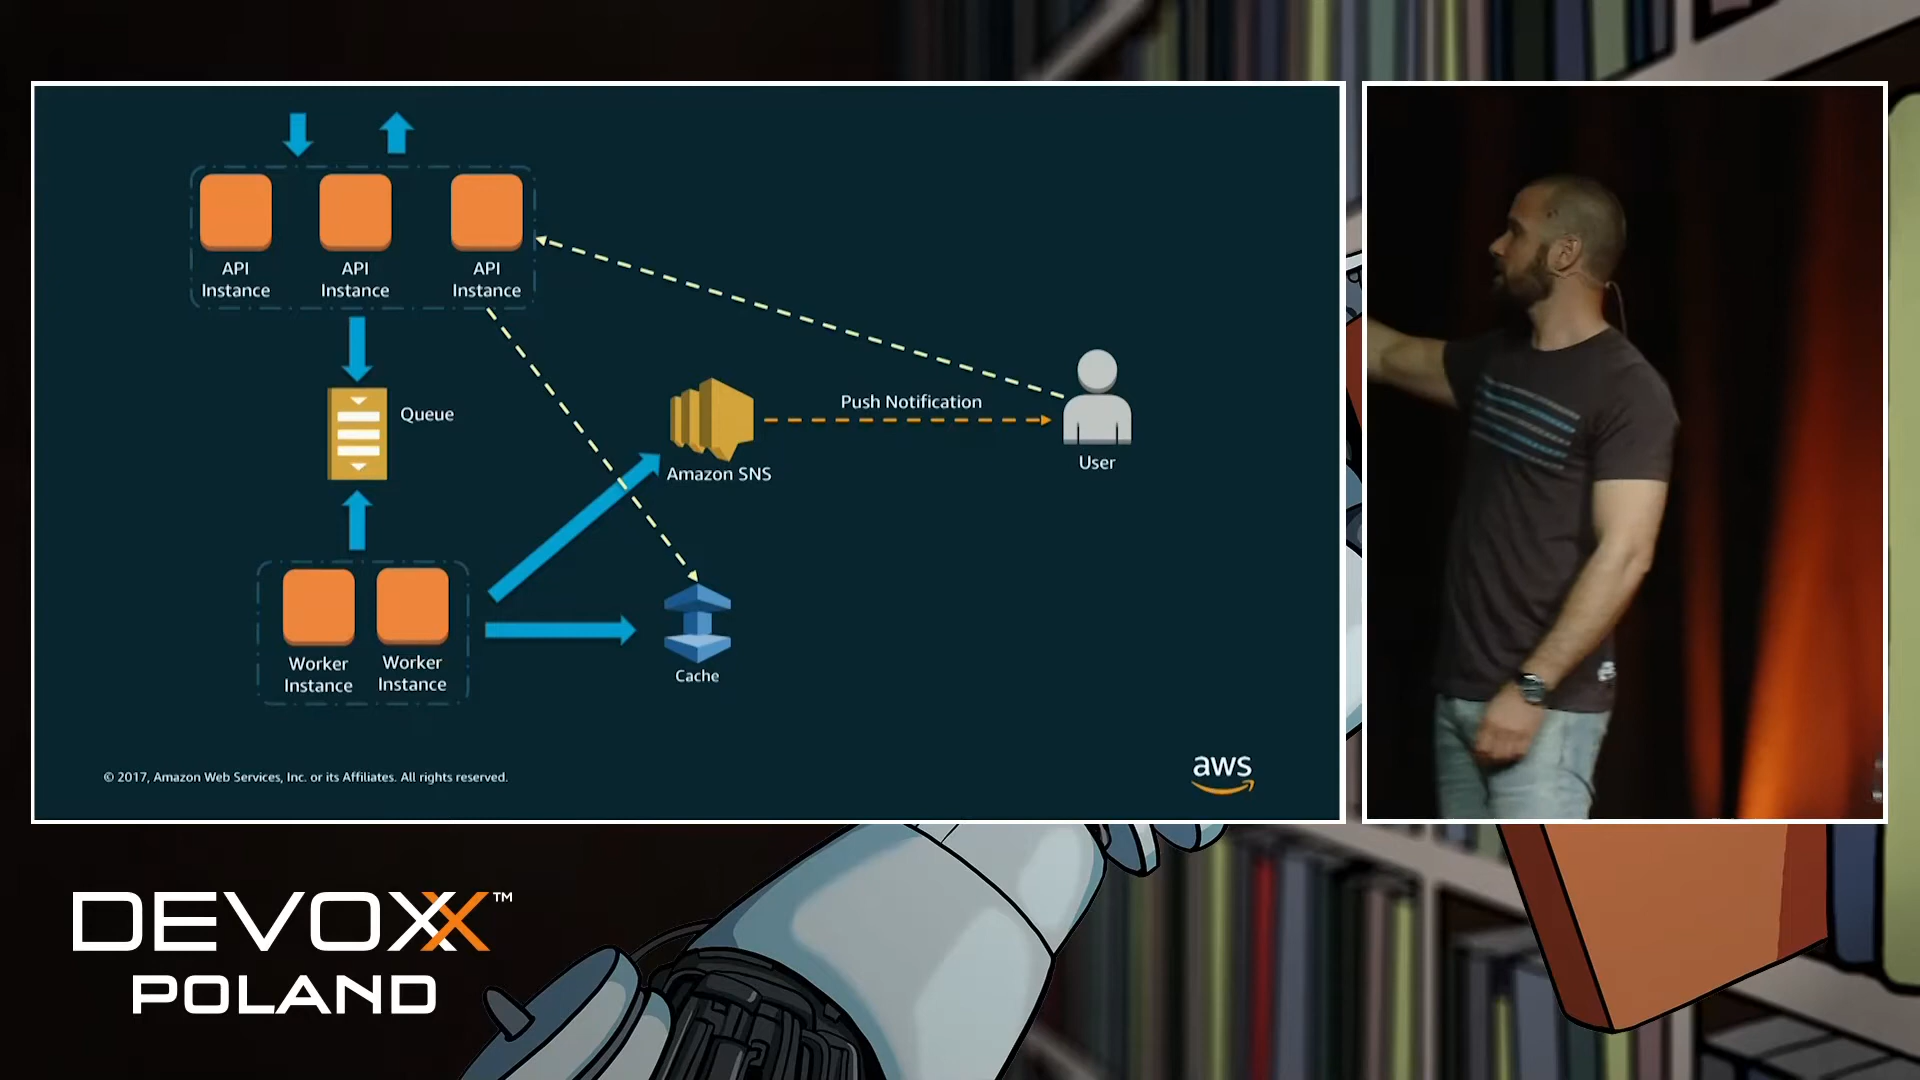 API
Instance
API
Instance
API
Instance
Queue
Push Notification
Amazon SNS
User
Worker
Instance
Worker
Instance
Cache
© 2017, Amazon Web Services, Inc. or its Affiliates. All rights reserved.
aws
DEVOXX™
POLAND